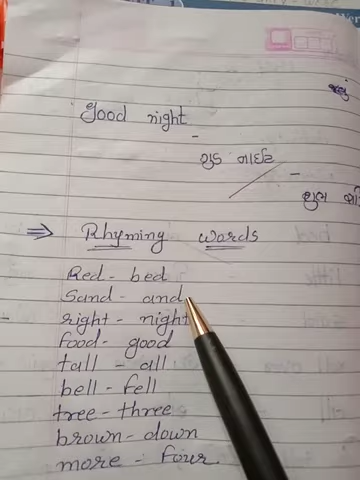 Good night
-
ગુડ નાઈટ
-
શુભ
⇒ Rhyming words
Red - bed
Sand - and
right - night
food - good
tall - all
bell - fell
tree - three
brown - down
more - four